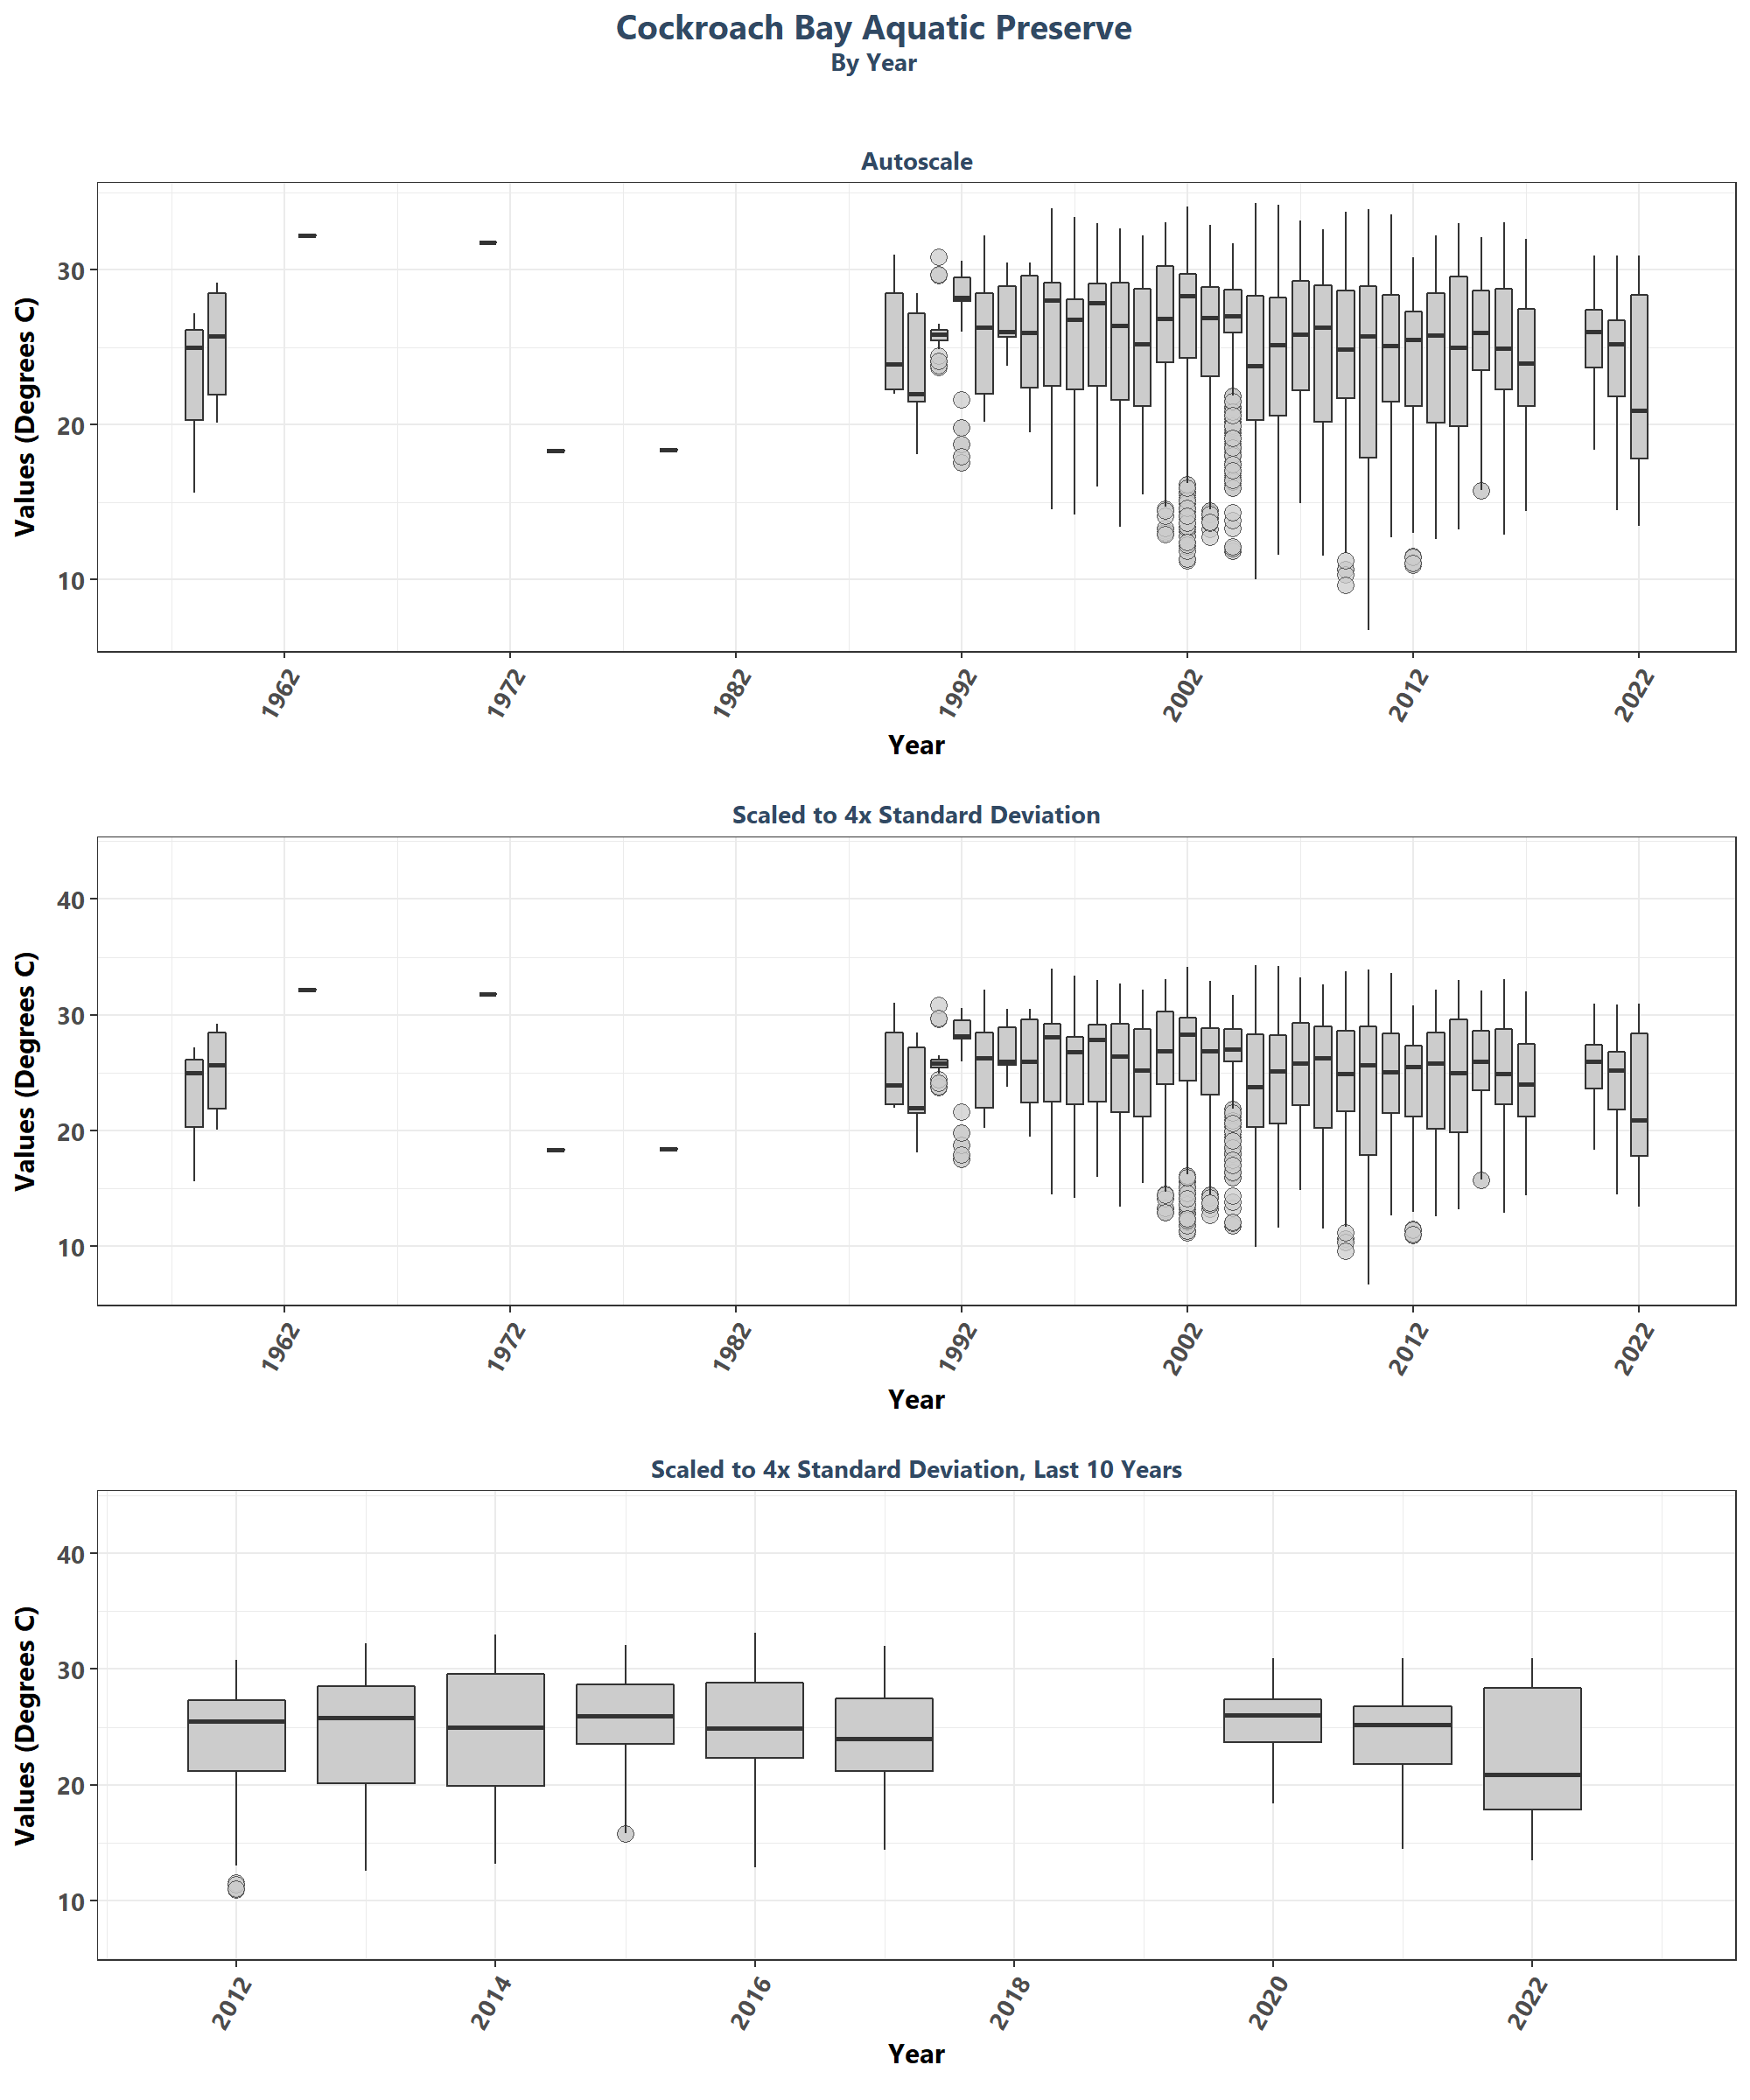 Cockroach Bay Aquatic Preserve
By Year
Autoscale
Values (Degrees C)
30
20
10
1962 1972 1982 1992 2002 2012 2022
Year
Scaled to 4x Standard Deviation
Values (Degrees C)
40
30
20
10
1962 1972 1982 1992 2002 2012 2022
Year
Scaled to 4x Standard Deviation, Last 10 Years
Values (Degrees C)
40
30
20
10
2012 2014 2016 2018 2020 2022
Year